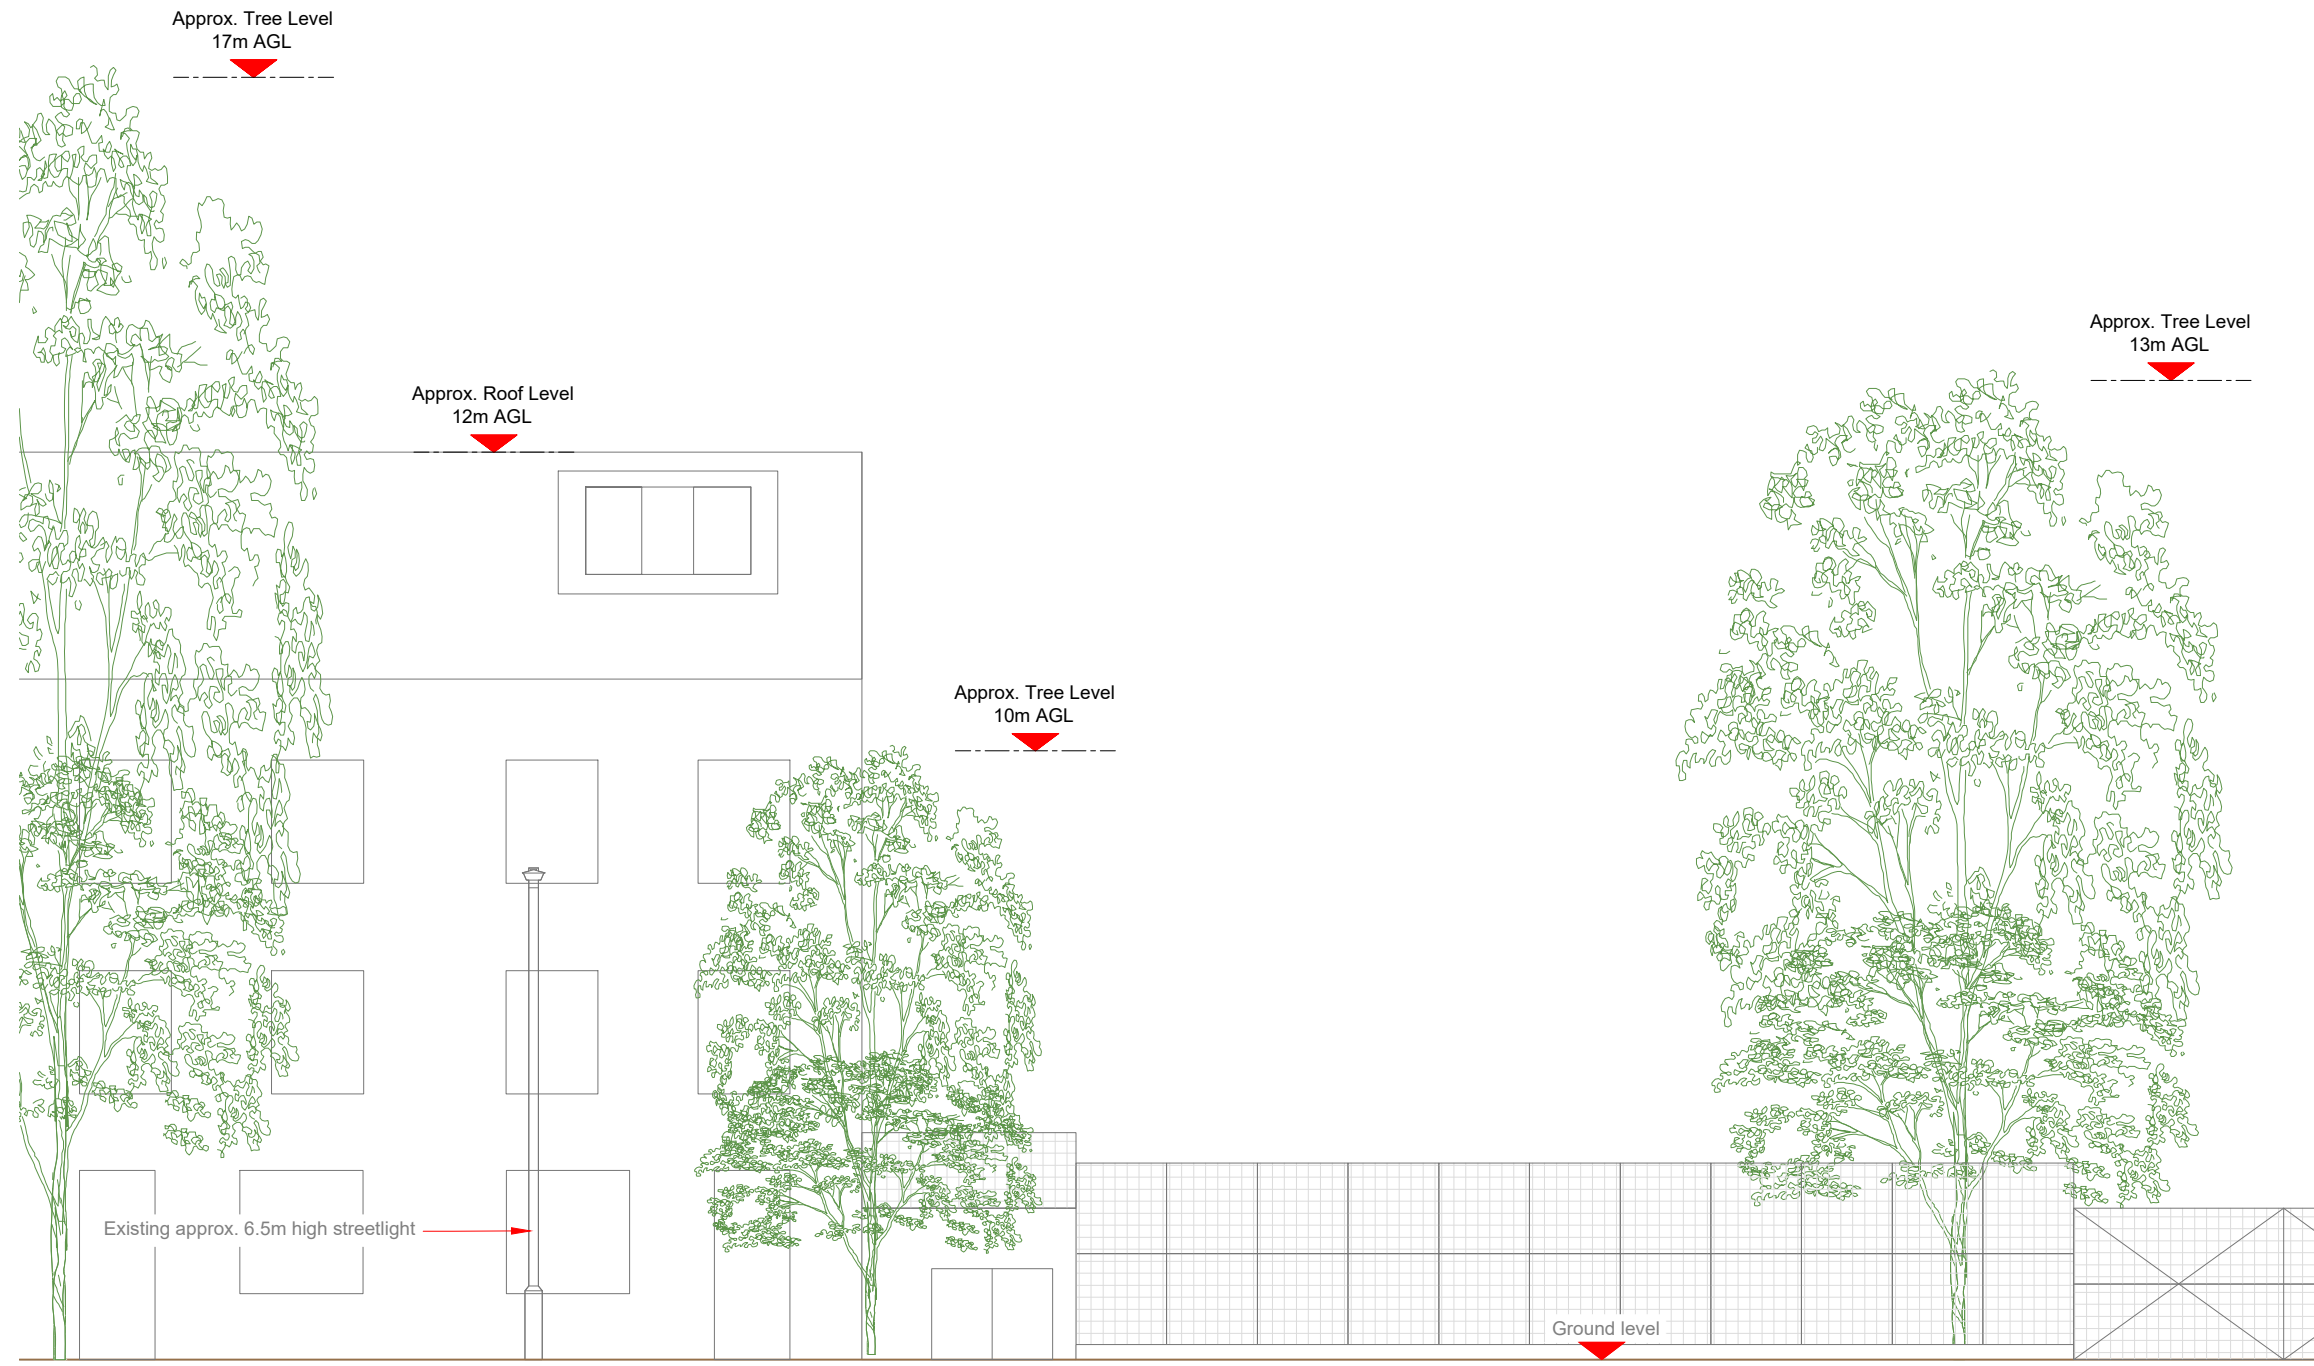 Approx. Tree Level
17m AGL
Approx. Tree Level
13m AGL
Approx. Roof Level
12m AGL
Approx. Tree Level
10m AGL
Existing approx. 6.5m high streetlight
Ground level